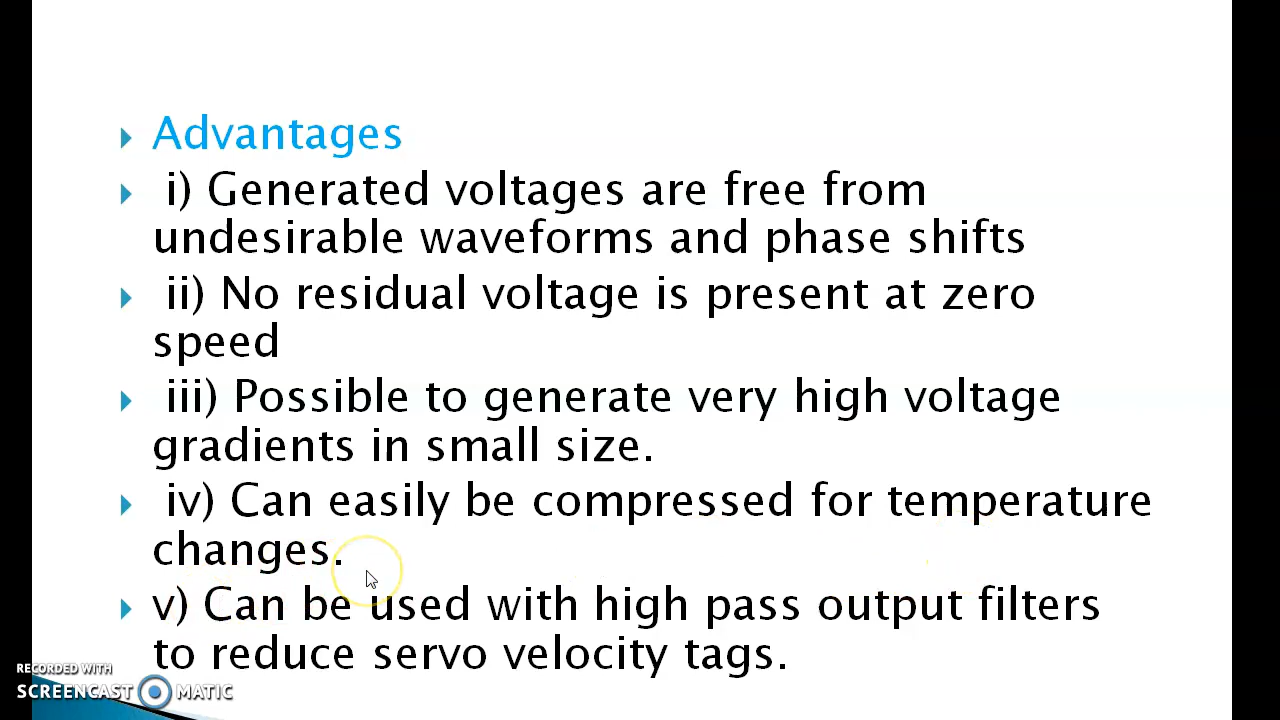 Advantages
i) Generated voltages are free from
undesirable waveforms and phase shifts
ii) No residual voltage is present at zero
speed
iii) Possible to generate very high voltage
gradients in small size.
iv) Can easily be compressed for temperature
changes.
v) Can be used with high pass output filters
to reduce servo velocity tags.
RECORDED WITH
SCREENCAST MATIC